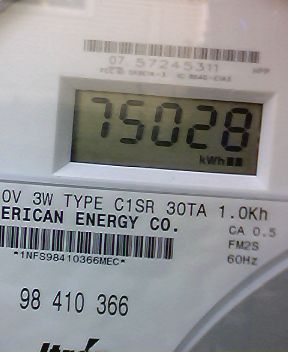 07 57245311
75028
kWh
0V 3W TYPE C1SR 30TA 1.0Kh
ERICAN ENERGY CO.
CA 0.5
FM2S
*1NFS98410366MEC*
60Hz
98 410 366